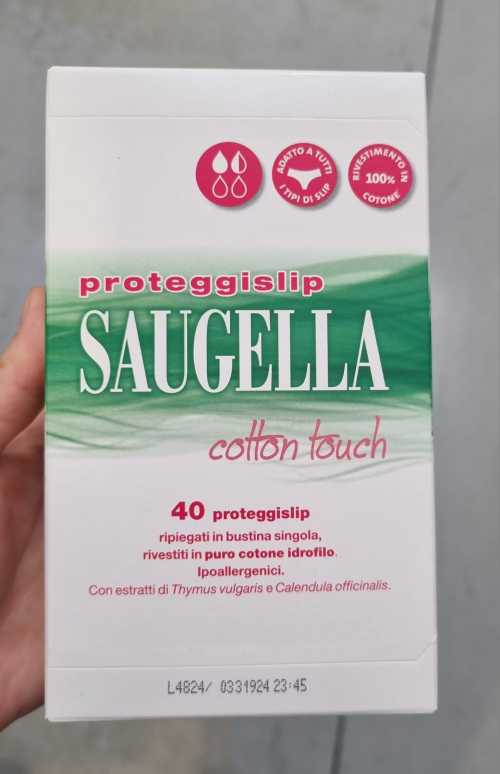 ADATTO A TUTTI
I TIPI DI SLIP
RIVESTIMENTO IN
100%
COTONE
proteggislip
SAUGELLA
cotton touch
40 proteggislip
ripiegati in bustina singola,
rivestiti in puro cotone idrofilo.
Ipoallergenici.
Con estratti di Thymus vulgaris e Calendula officinalis.
L4824/ 0331924 23:45